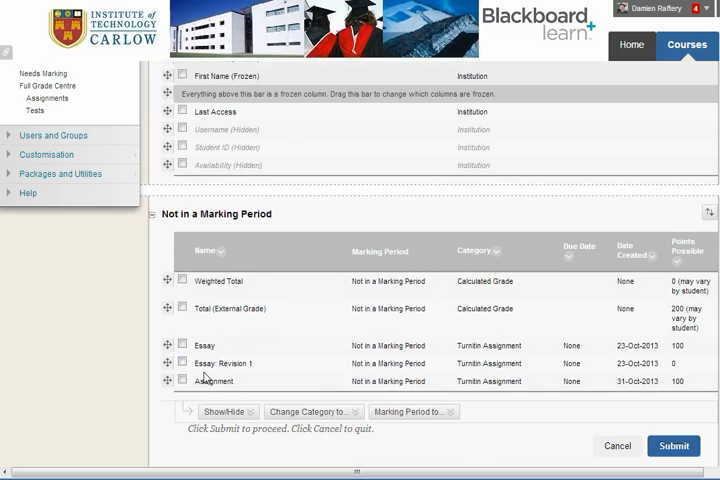 INSTITUTE of
TECHNOLOGY
CARLOW
Blackboard
learn+
Damien Raftery
4
Home
Courses
Needs Marking
Full Grade Centre
Assignments
Tests
Users and Groups
Customisation
Packages and Utilities
Help
First Name (Frozen) Institution
Everything above this bar is a frozen column. Drag this bar to change which columns are frozen.
Last Access Institution
Username (Hidden) Institution
Student ID (Hidden) Institution
Availability (Hidden) Institution
Not in a Marking Period
Name Marking Period Category Due Date Date Created Points Possible
Weighted Total Not in a Marking Period Calculated Grade None 0 (may vary by student)
Total (External Grade) Not in a Marking Period Calculated Grade None 200 (may vary by student)
Essay Not in a Marking Period Turnitin Assignment None 23-Oct-2013 100
Essay: Revision 1 Not in a Marking Period Turnitin Assignment None 23-Oct-2013 0
Assignment Not in a Marking Period Turnitin Assignment None 31-Oct-2013 100
Show/Hide Change Category to... Marking Period to...
Click Submit to proceed. Click Cancel to quit.
Cancel Submit